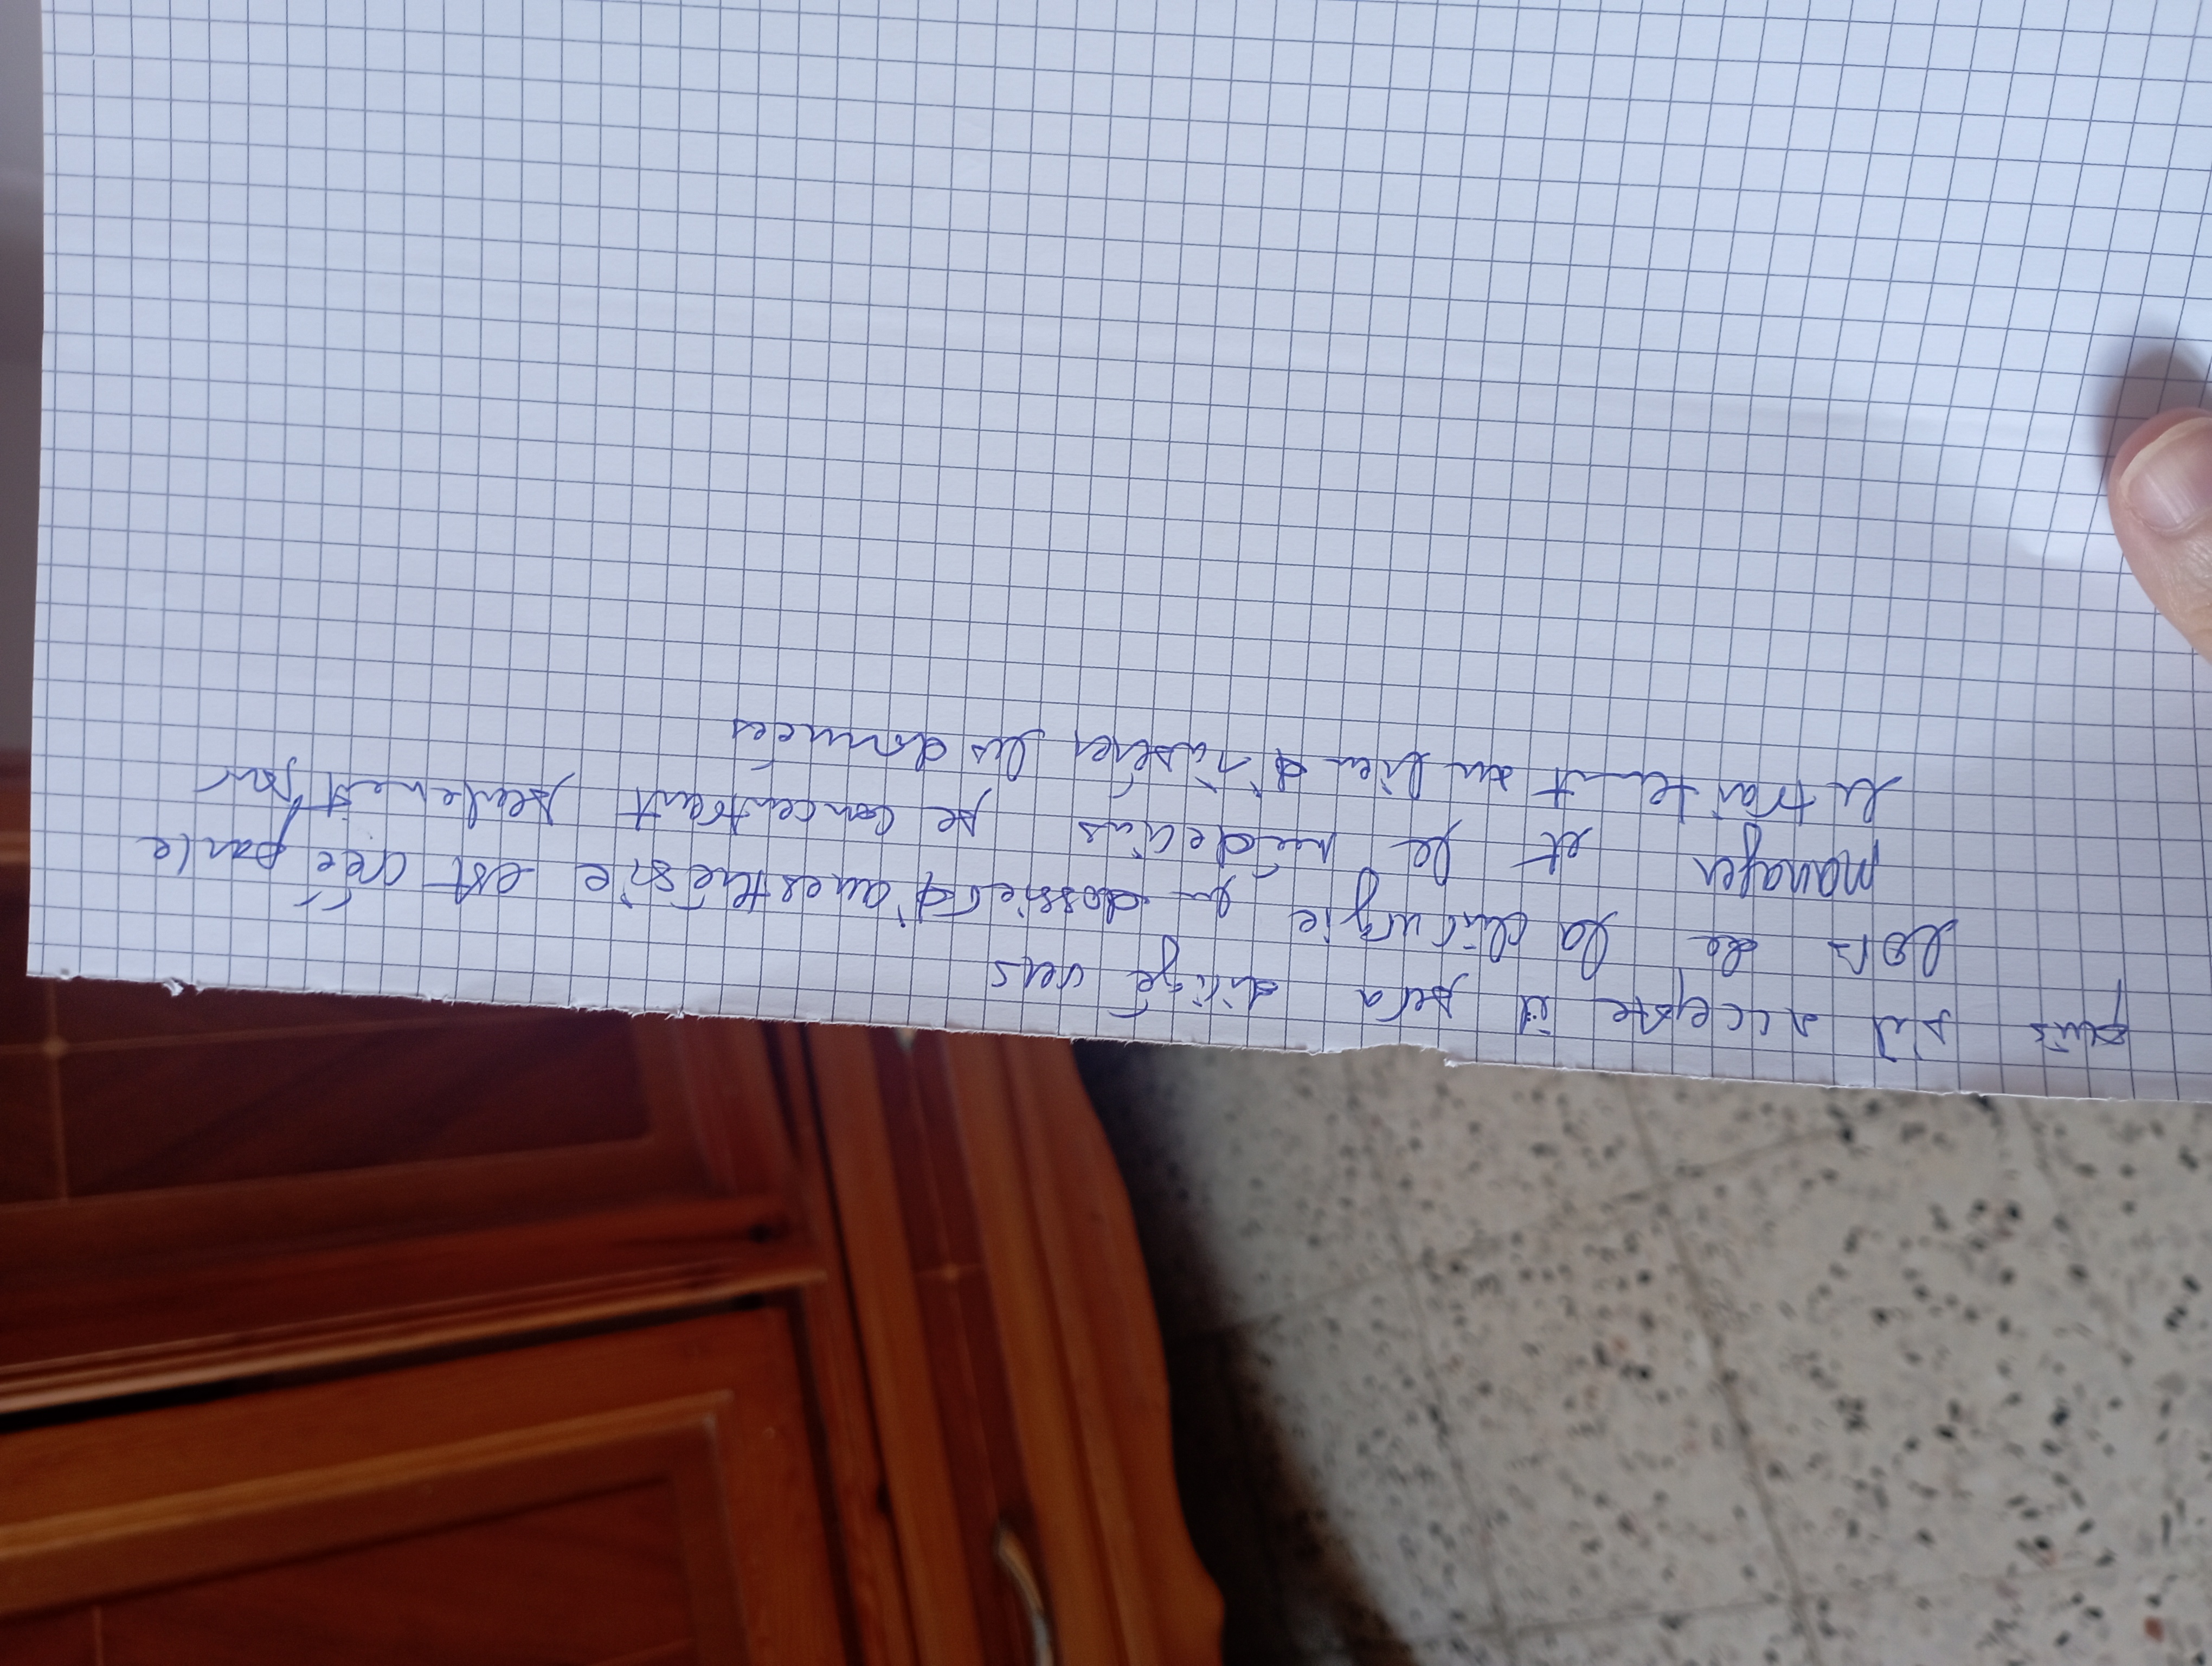 puis s'il accepte il sera dirigé vers
lors de la chirurgie le dossier d'anesthésie est créé par le
manager et le médecins se concentrant seulement sur
le traitement au lieu d'insérer les données